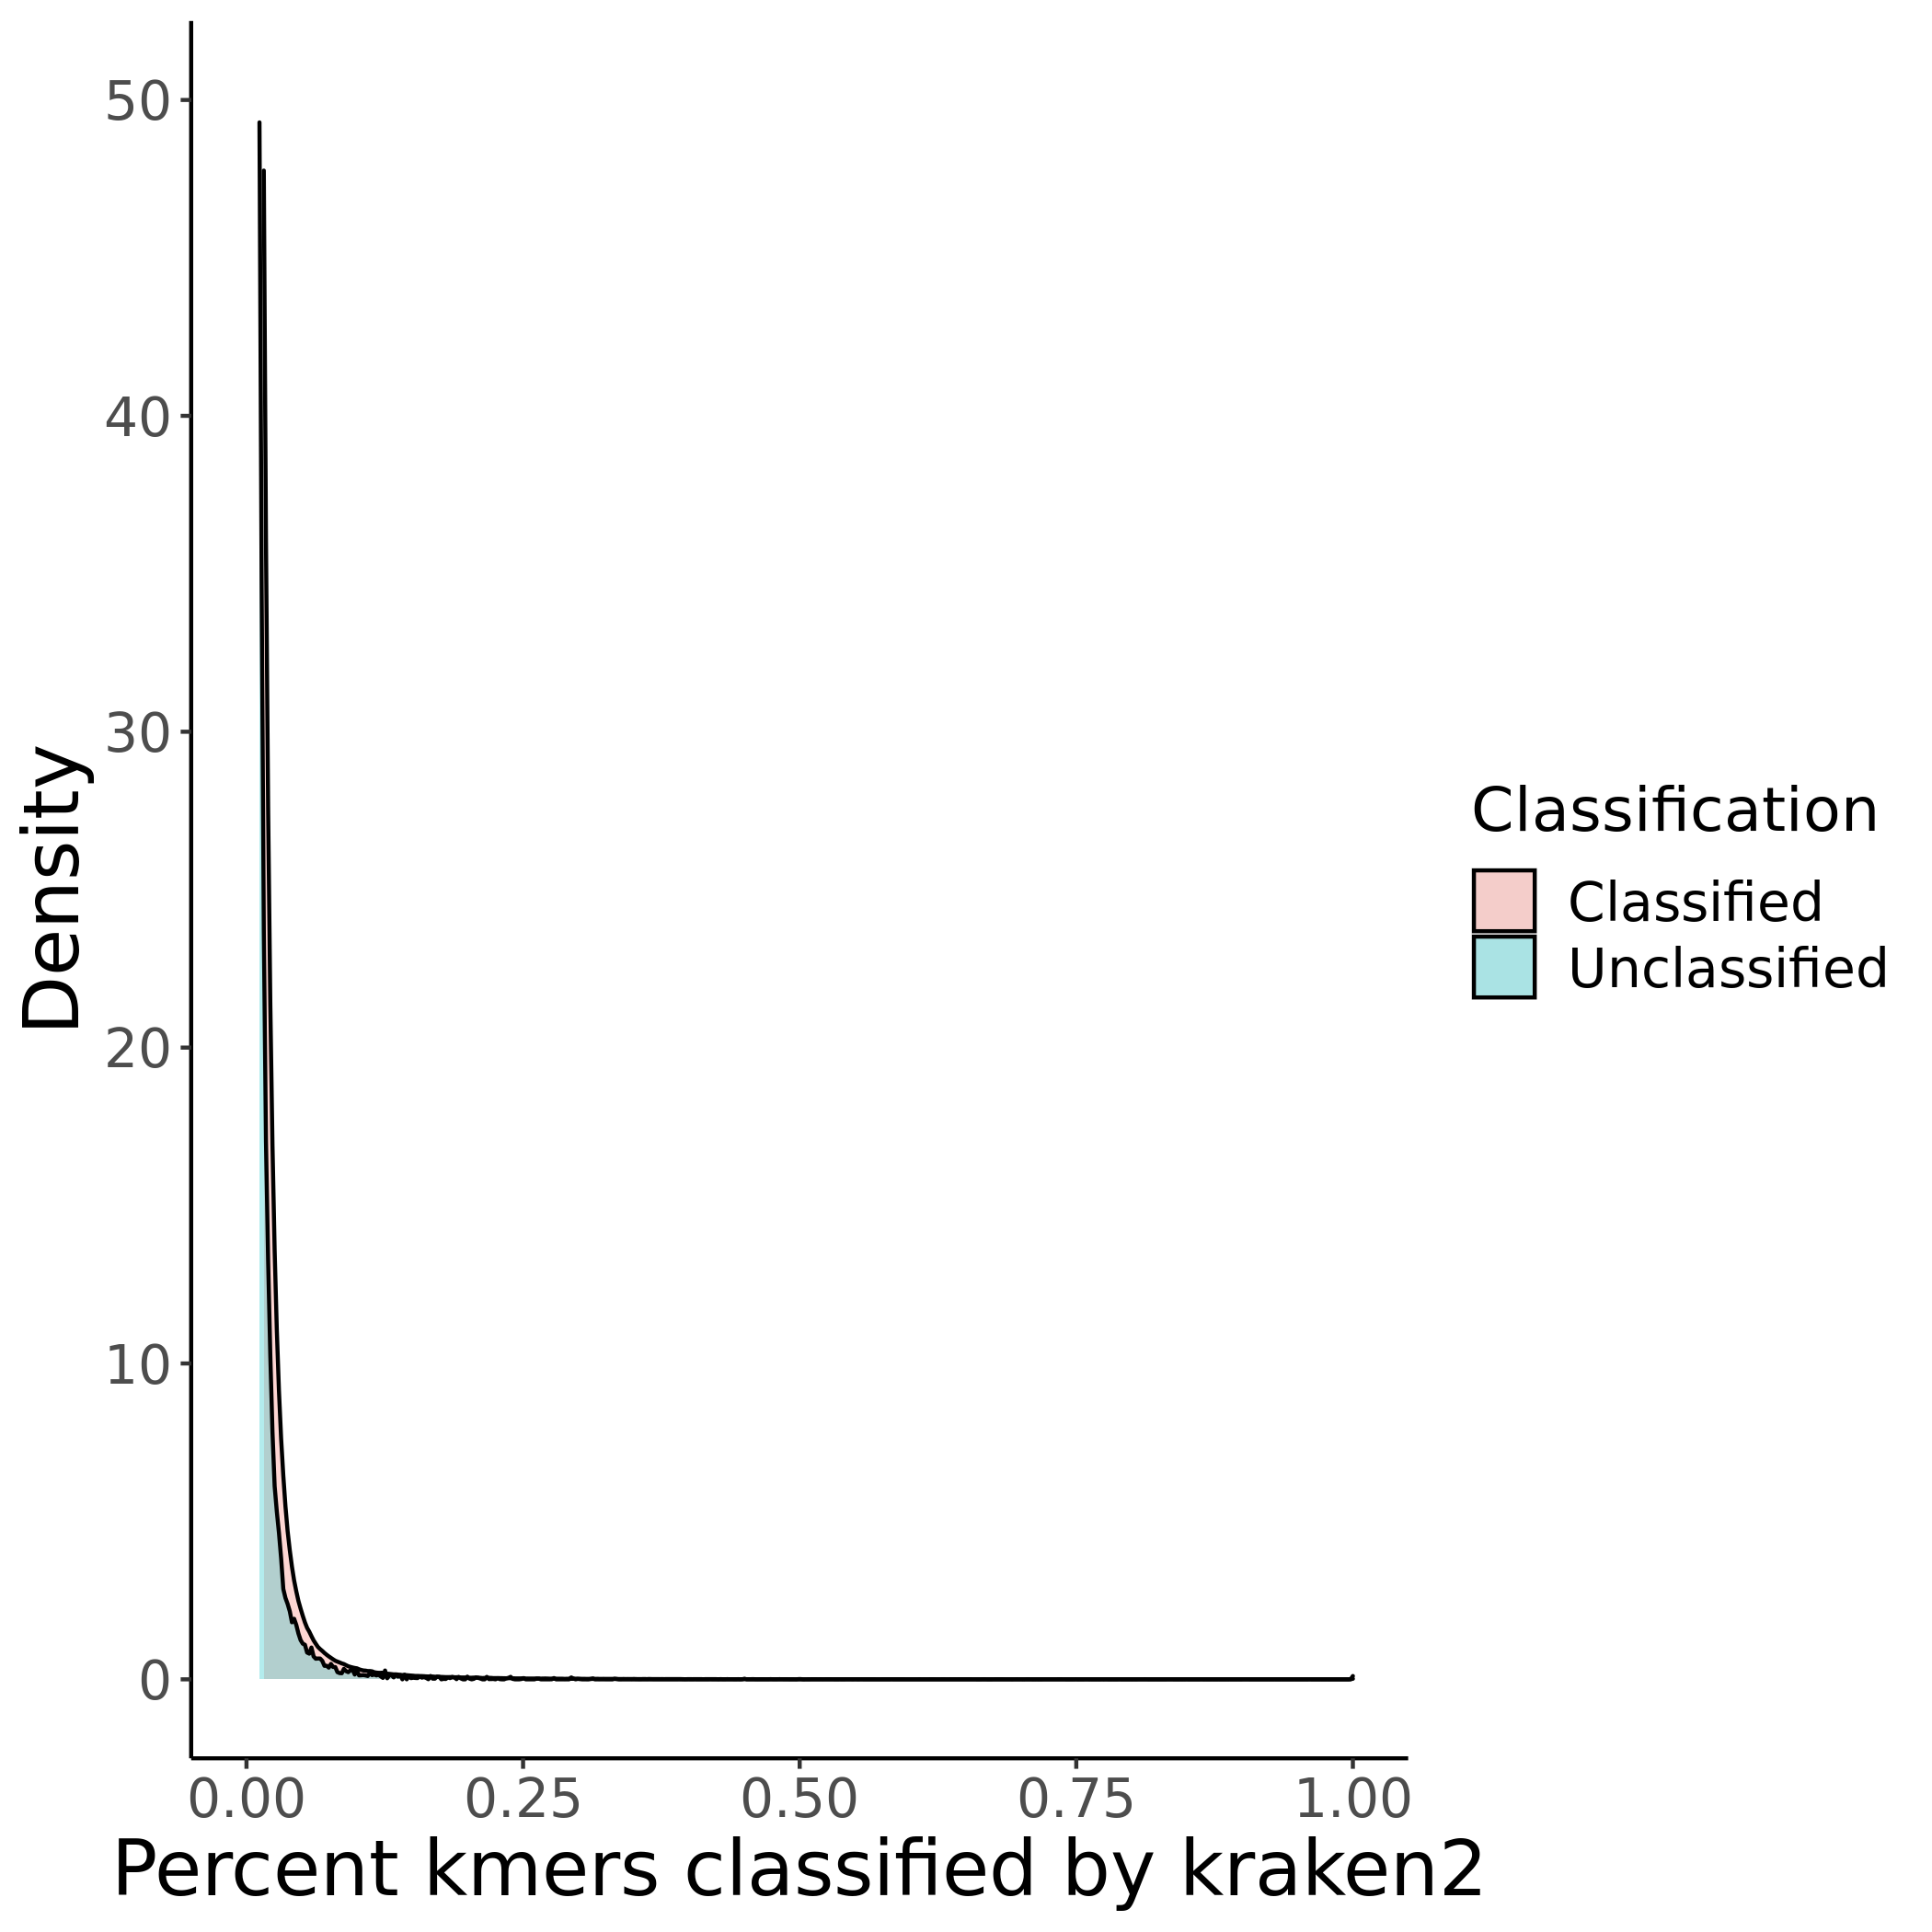 Density
50
40
30
20
10
0
0.00 0.25 0.50 0.75 1.00
Percent kmers classified by kraken2
Classification
Classified
Unclassified